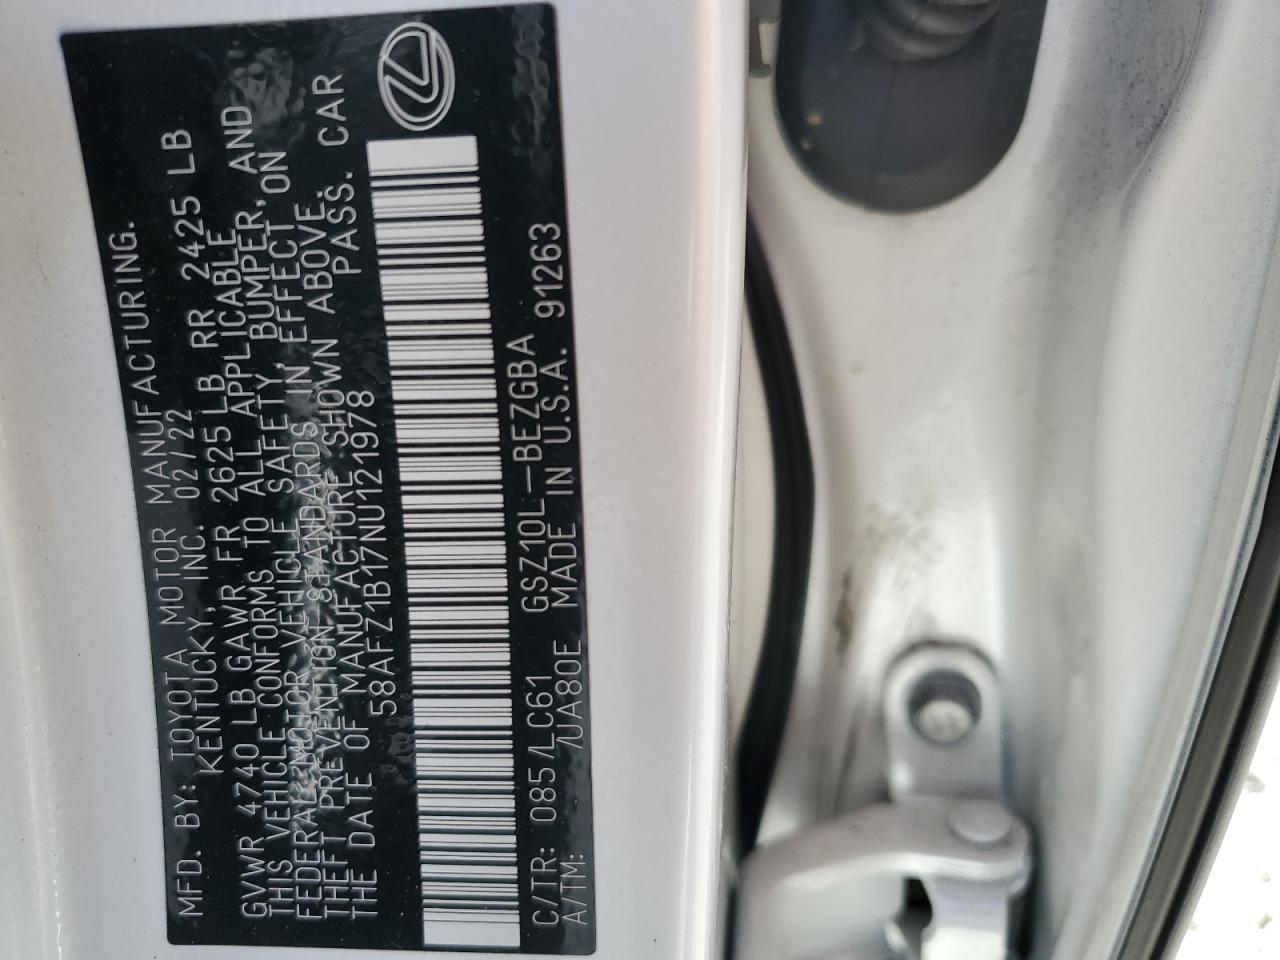 MFD. BY: TOYOTA MOTOR MANUFACTURING.
KENTUCKY, INC. 02/22
GVWR 4740 LB GAWR FR 2625 LB RR 2425 LB
THIS VEHICLE CONFORMS TO ALL APPLICABLE
FEDERAL MOTOR VEHICLE SAFETY, BUMPER, AND
THEFT PREVENTION STANDARDS IN EFFECT ON
THE DATE OF MANUFACTURE SHOWN ABOVE.
58AFZ1B17NU121978 PASS. CAR
C/TR: 085/LC61 GSZ10L-BEZGBA
A/TM: /UA80E MADE IN U.S.A. 91263